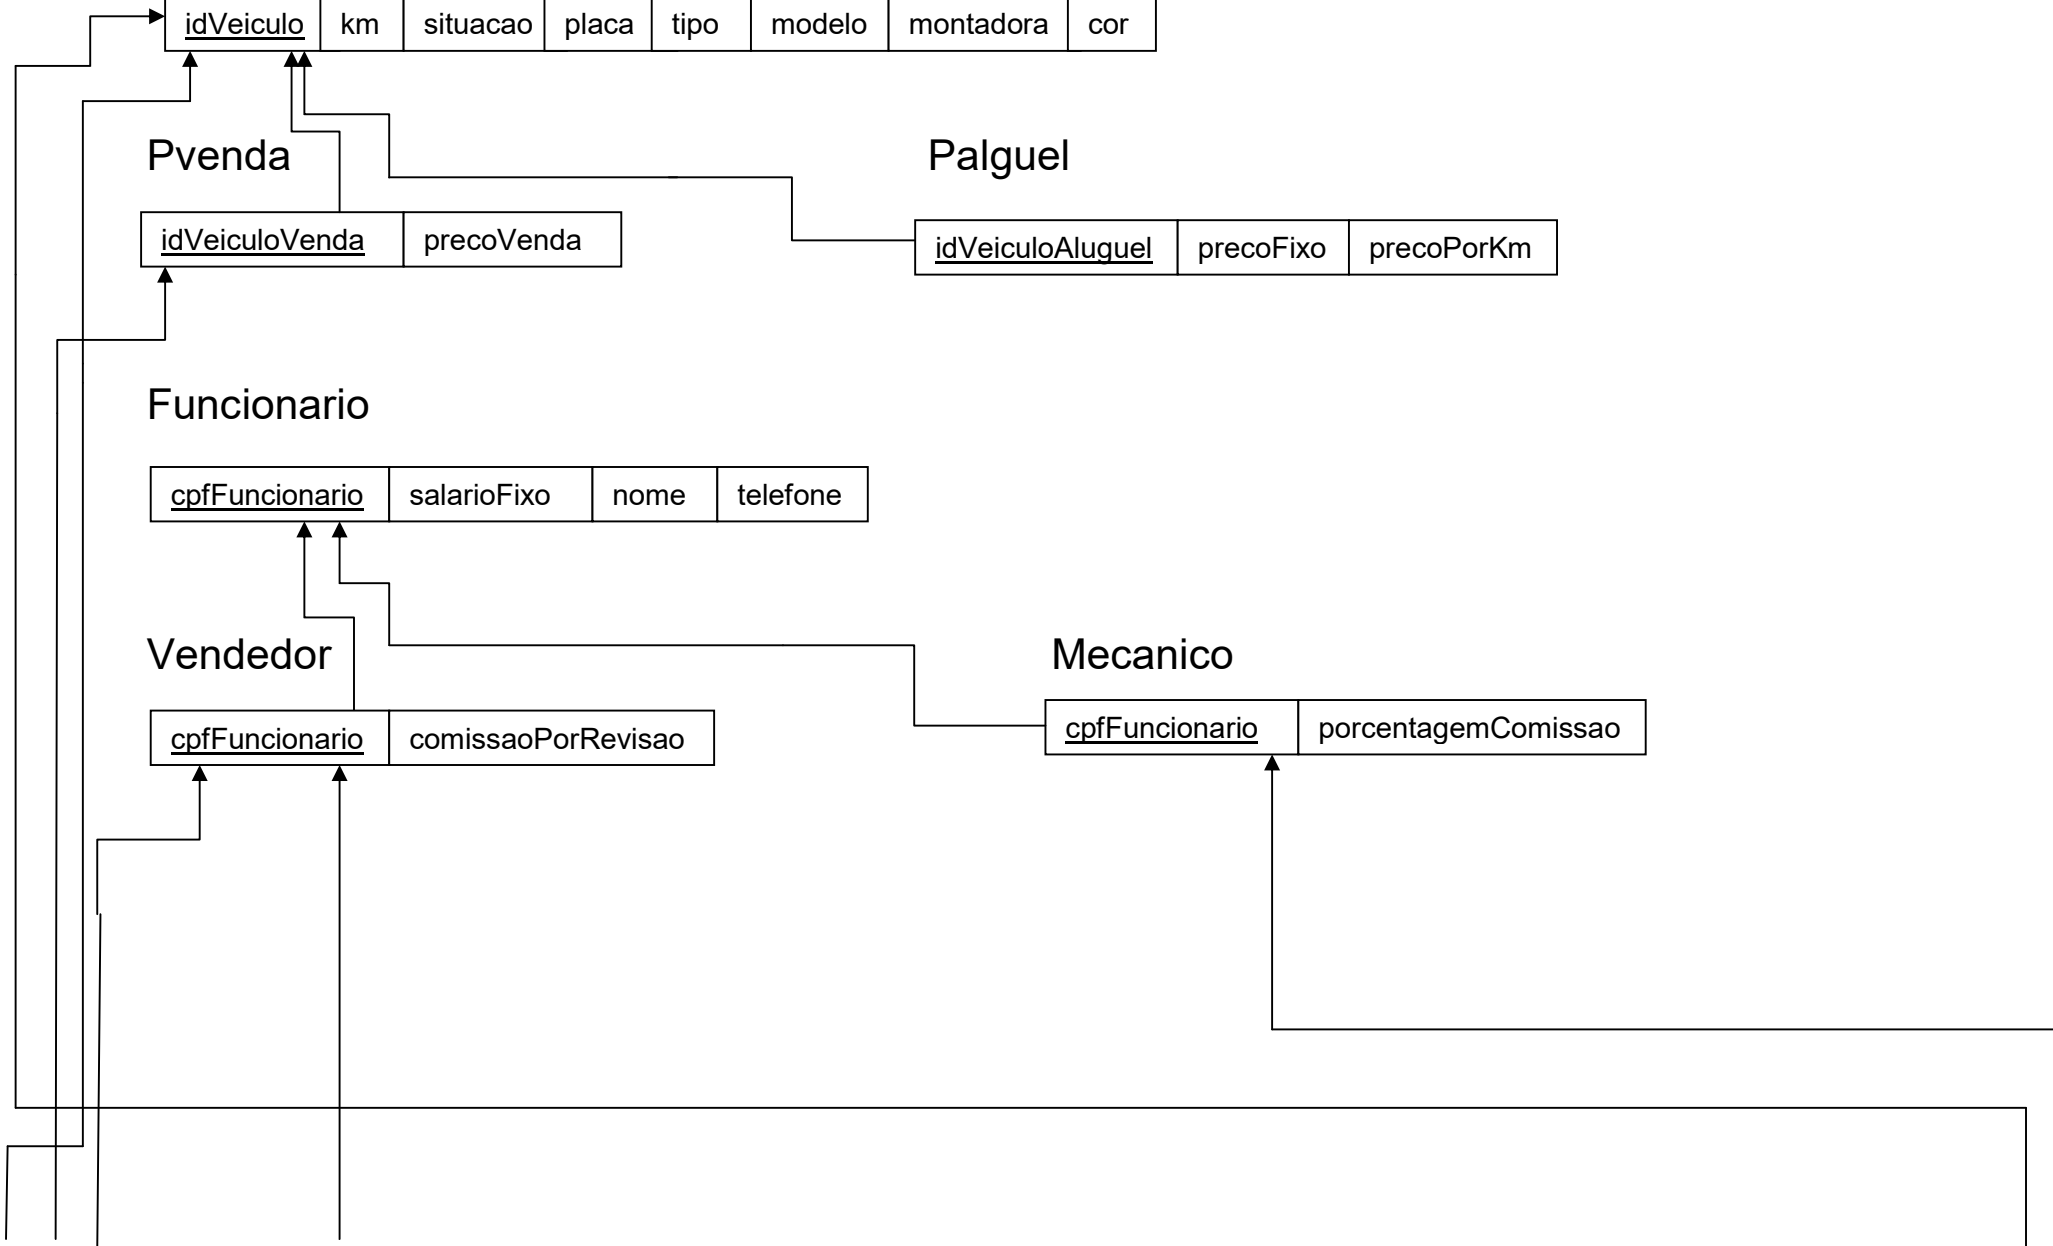 idVeiculo km situacao placa tipo modelo montadora cor
Pvenda Palguel
idVeiculoVenda precoVenda
idVeiculoAluguel precoFixo precoPorKm
Funcionario
cpfFuncionario salarioFixo nome telefone
Vendedor Mecanico
cpfFuncionario comissaoPorRevisao
cpfFuncionario porcentagemComissao